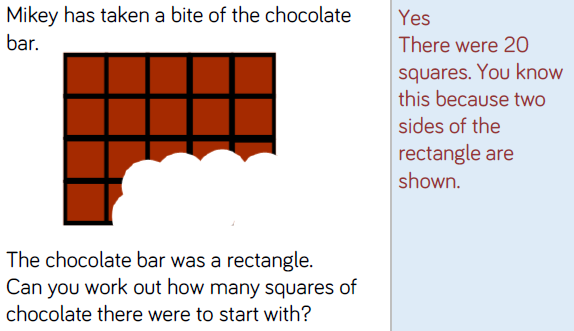 Mikey has taken a bite of the chocolate
bar.
The chocolate bar was a rectangle.
Can you work out how many squares of
chocolate there were to start with?
Yes
There were 20
squares. You know
this because two
sides of the
rectangle are
shown.